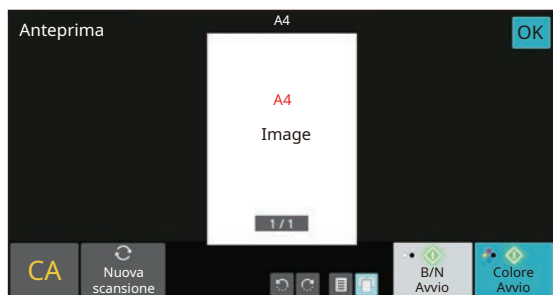 Anteprima
A4
OK
A4
Image
1 / 1
CA
Nuova
scansione
B/N
Avvio
Colore
Avvio